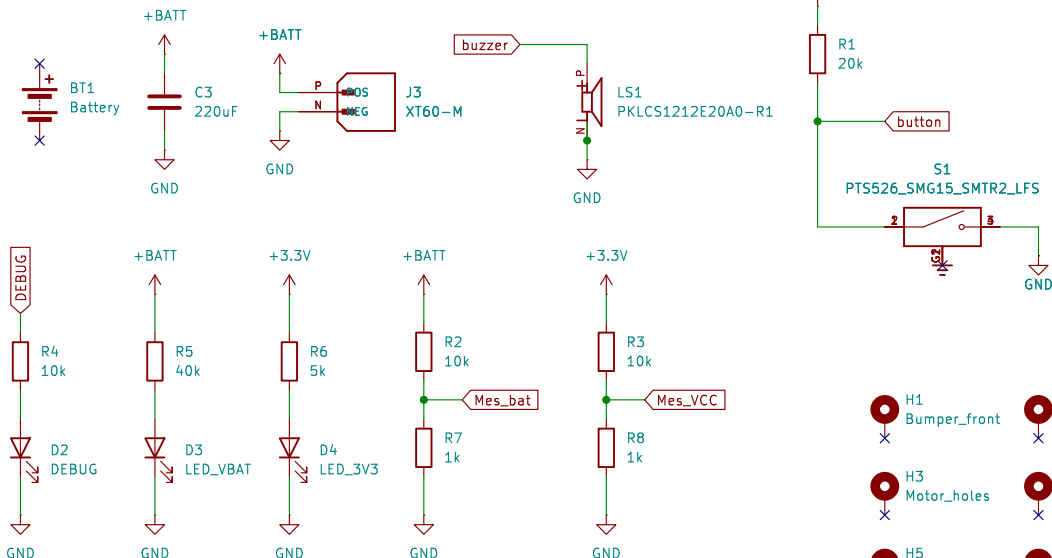 +BATT
+BATT
buzzer
R1
20k
BT1
Battery
+
C3
220uF
P
N
POS
NEG
J3
XT60-M
P
+
N
LS1
PKLCS1212E20A0-R1
button
GND
GND
GND
S1
PTS526_SMG15_SMTR2_LFS
2
3
GND
DEBUG
+BATT
+3.3V
+BATT
+3.3V
R4
10k
R5
40k
R6
5k
R2
10k
R3
10k
Mes_bat
Mes_VCC
D2
DEBUG
D3
LED_VBAT
D4
LED_3V3
R7
1k
R8
1k
H1
Bumper_front
H3
Motor_holes
H5
GND
GND
GND
GND
GND